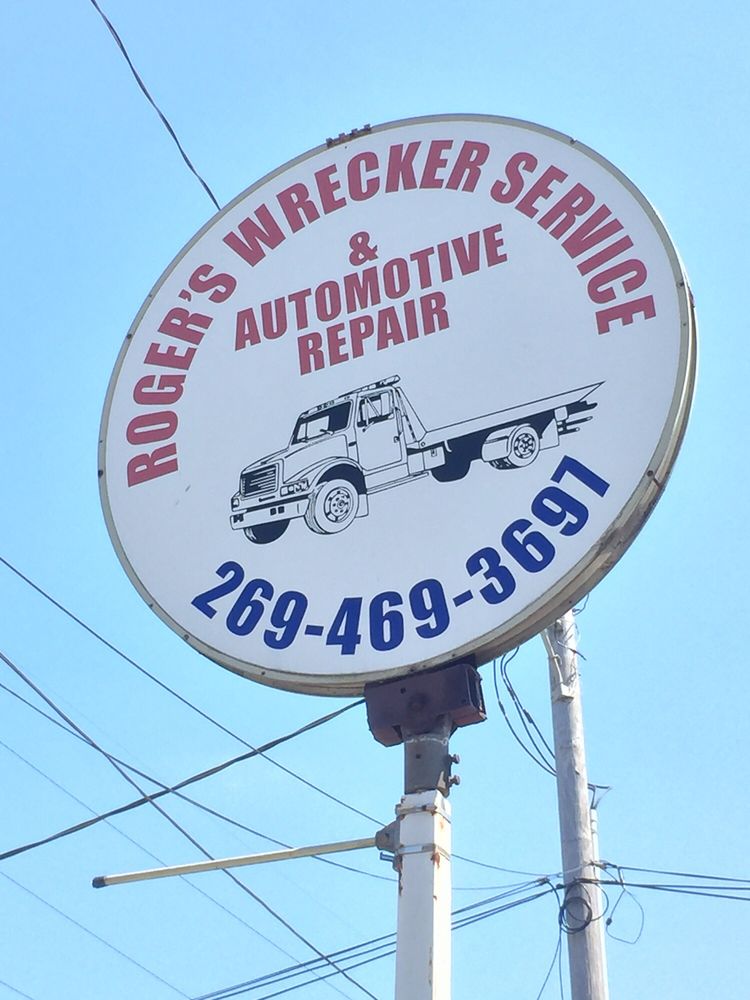 ROGER'S WRECKER SERVICE
&
AUTOMOTIVE
REPAIR
269-469-3697